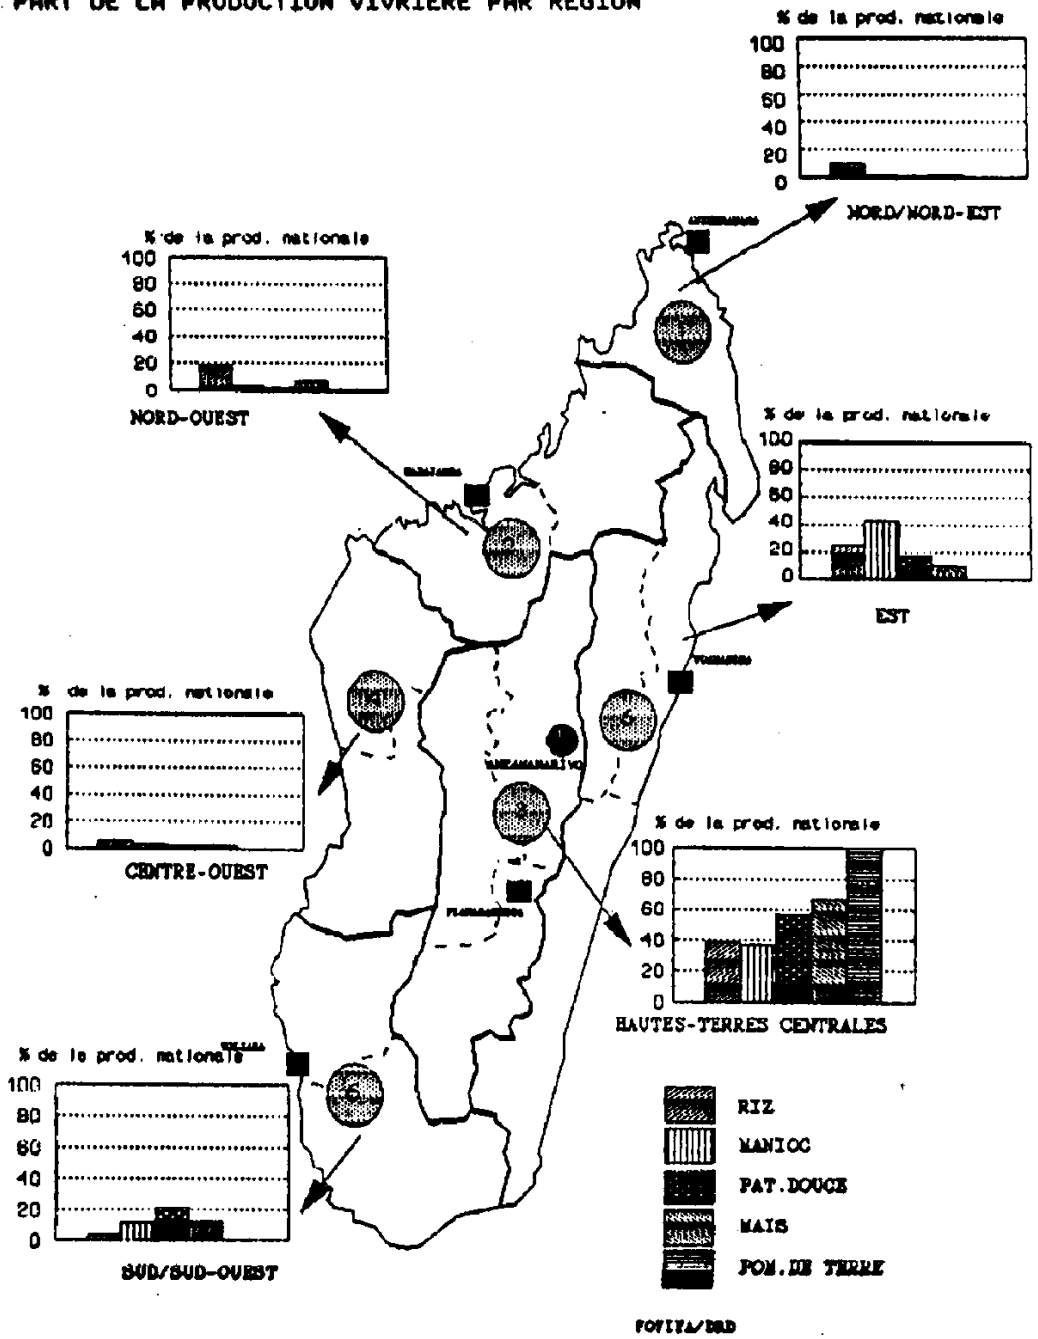 PART DE LA PRODUCTION VIVRIERE PAR REGION
% de la prod. nationale
100
80
60
40
20
0
NORD/NORD-EST
% de la prod. nationale
100
80
60
40
20
0
NORD-OUEST
% de la prod. nationale
100
80
60
40
20
0
EST
% de la prod. nationale
100
80
60
40
20
0
CENTRE-OUEST
6
ANTANANARIVO
3
% de la prod. nationale
100
80
60
40
20
0
HAUTES-TERRES CENTRALES
% de la prod. nationale
100
80
60
40
20
0
SUD/SUD-OUEST
RIZ
MANIOC
PAT.DOUCE
MAIS
POM.DE TERRE
FOFIFA/DRD